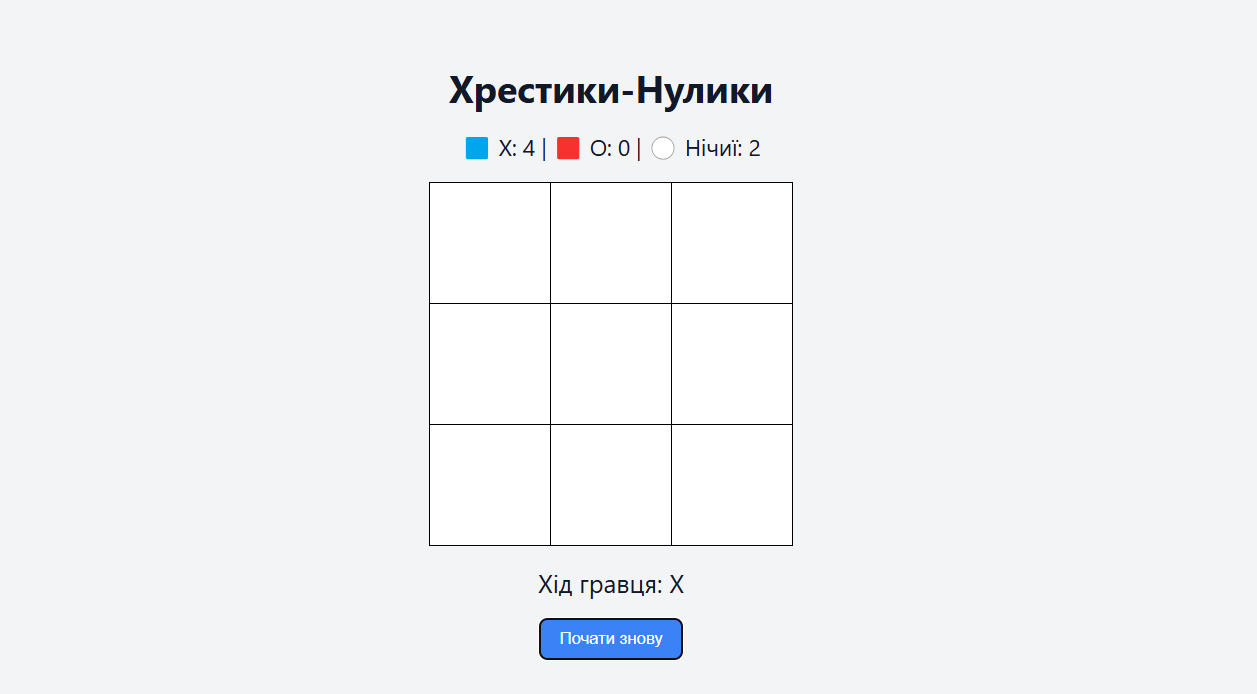 Хрестики-Нулики
X: 4 | O: 0 | Нічиї: 2
Хід гравця: X
Почати знову